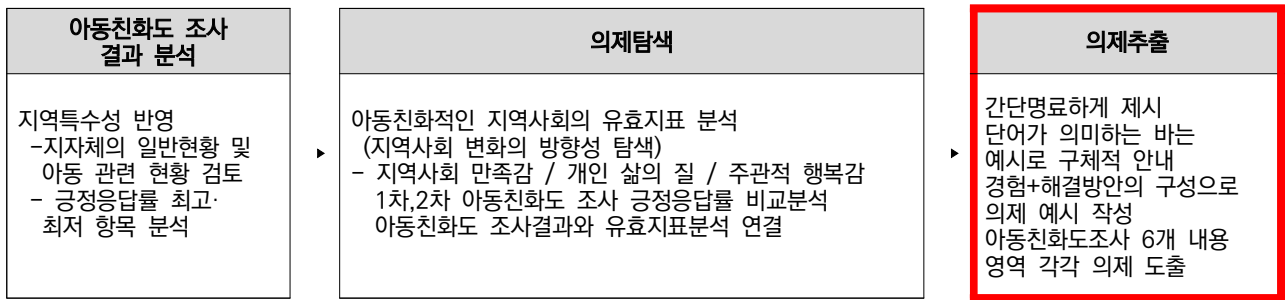 아동친화도 조사
결과 분석
지역특수성 반영
-지자체의 일반현황 및
아동 관련 현황 검토
- 긍정응답률 최고·
최저 항목 분석
의제탐색
아동친화적인 지역사회의 유효지표 분석
(지역사회 변화의 방향성 탐색)
- 지역사회 만족감 / 개인 삶의 질 / 주관적 행복감
1차,2차 아동친화도 조사 긍정응답률 비교분석
아동친화도 조사결과와 유효지표분석 연결
의제추출
간단명료하게 제시
단어가 의미하는 바는
예시로 구체적 안내
경험+해결방안의 구성으로
의제 예시 작성
아동친화도조사 6개 내용
영역 각각 의제 도출